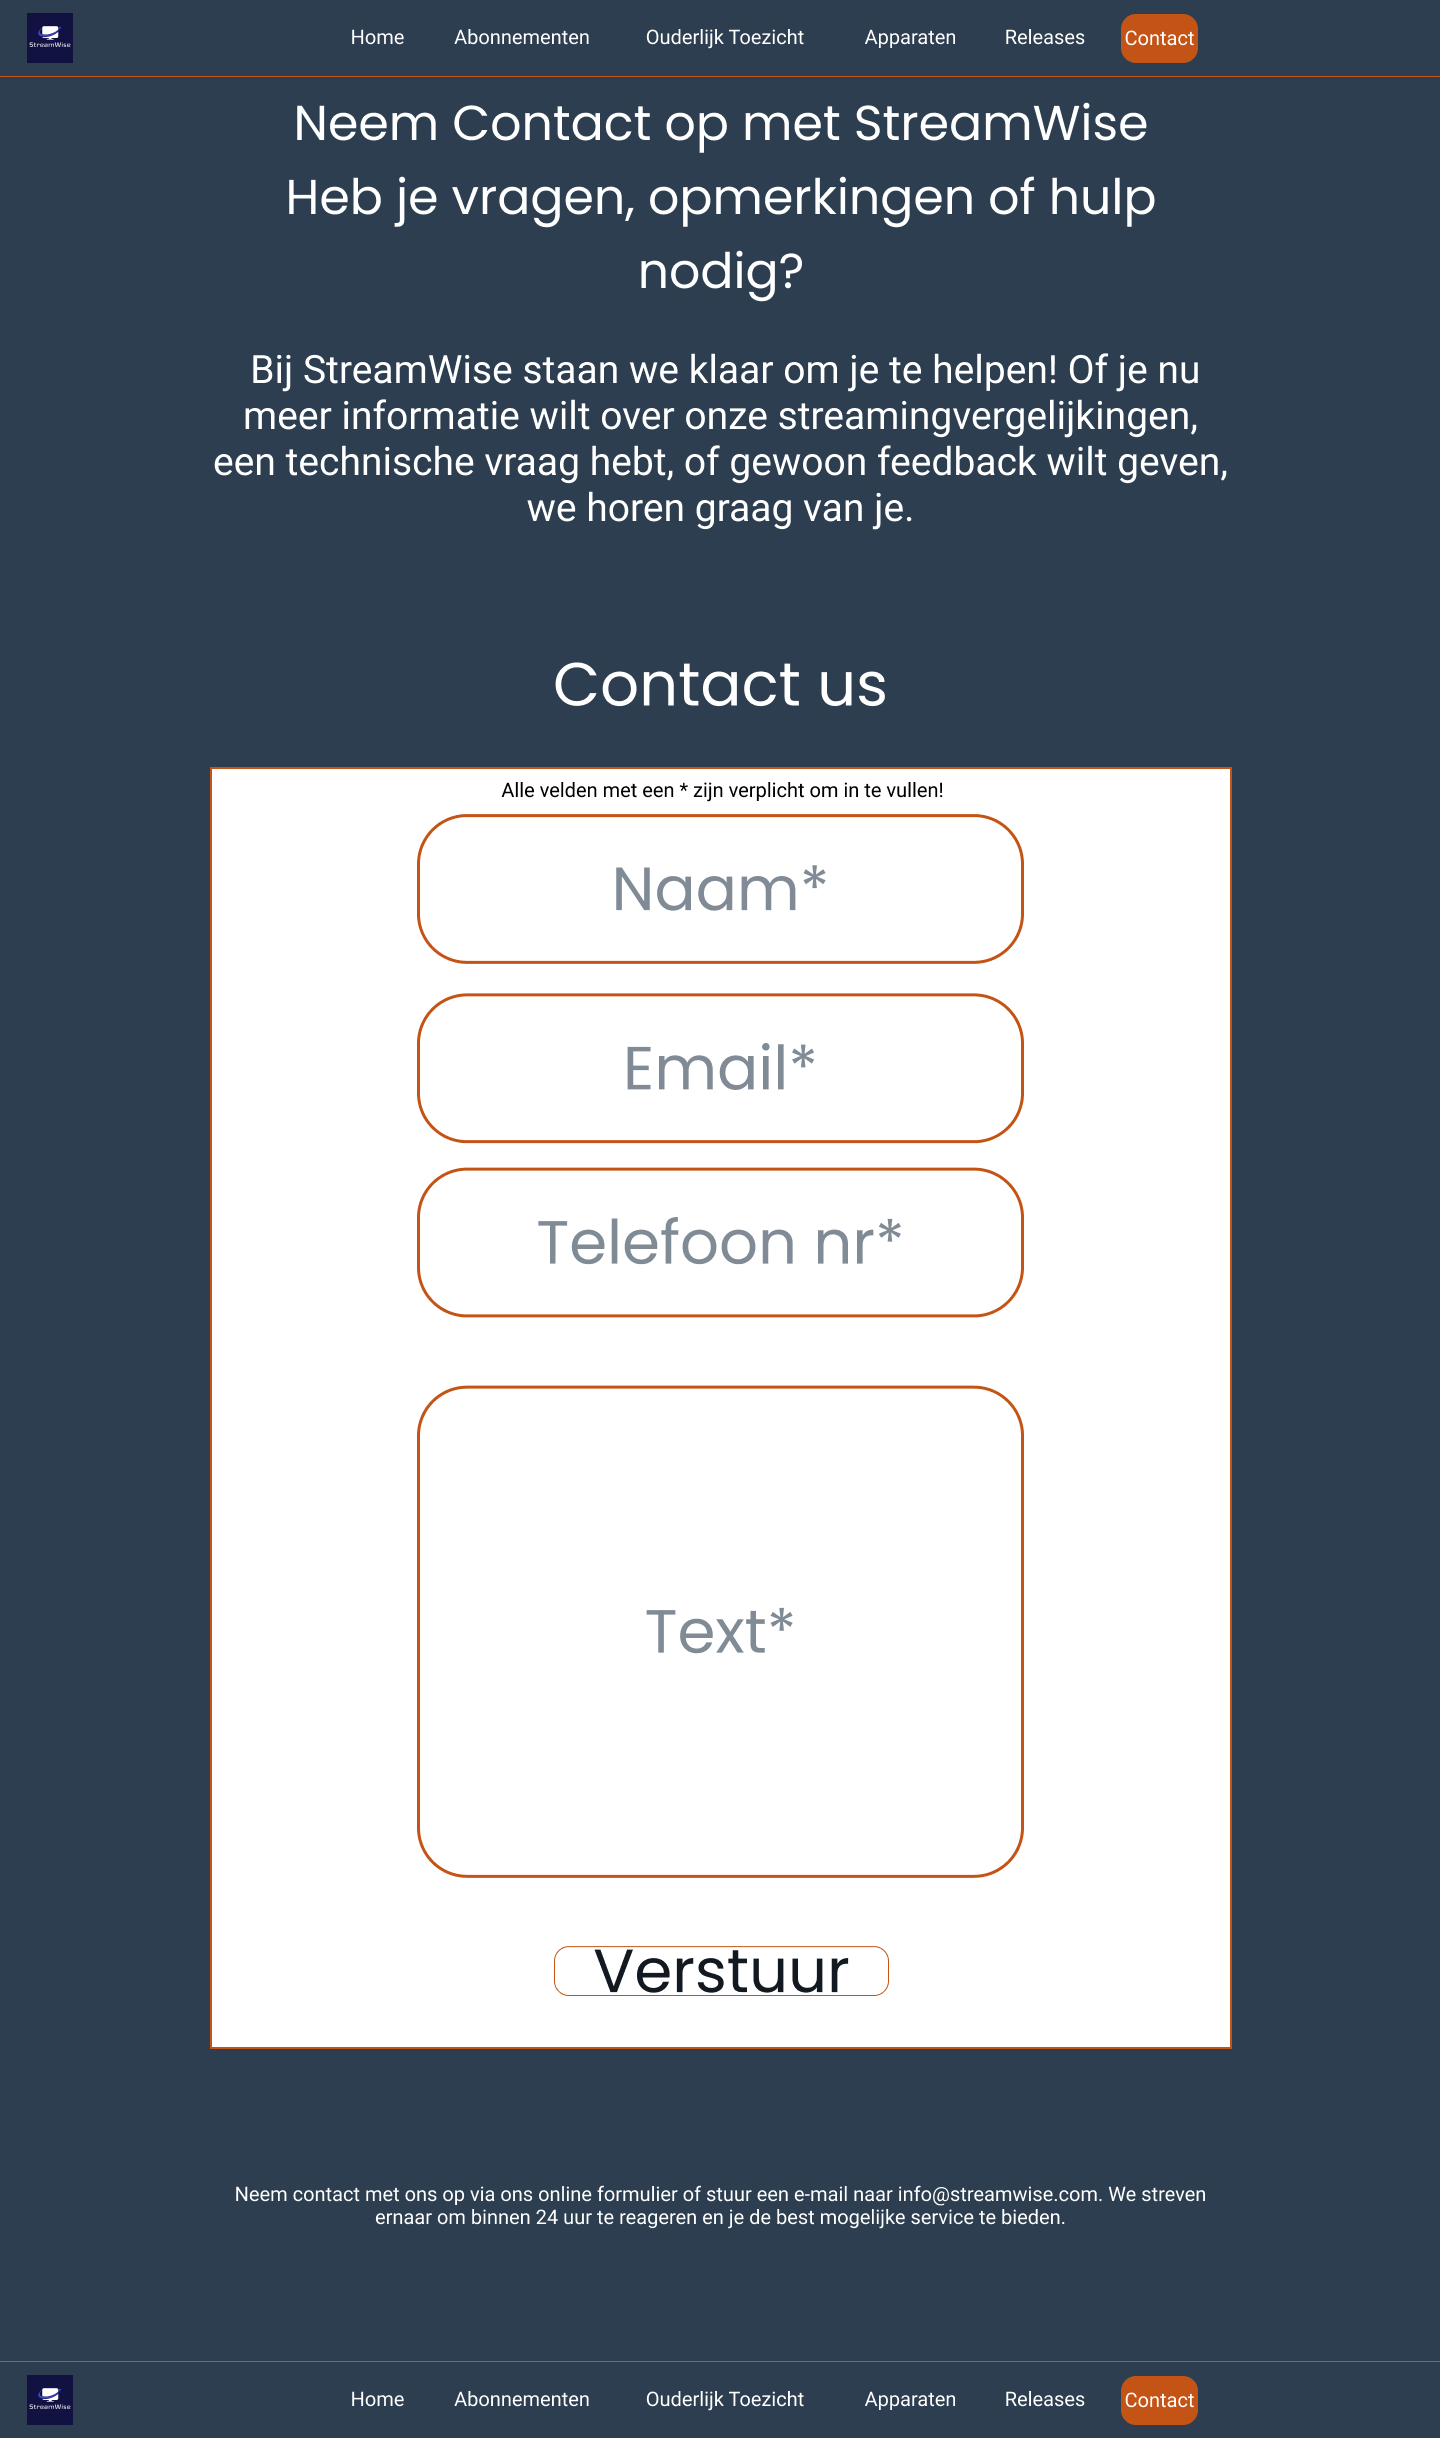 StreamWise
Home Abonnementen Ouderlijk Toezicht Apparaten Releases Contact
Neem Contact op met StreamWise
Heb je vragen, opmerkingen of hulp
nodig?
Bij StreamWise staan we klaar om je te helpen! Of je nu
meer informatie wilt over onze streamingvergelijkingen,
een technische vraag hebt, of gewoon feedback wilt geven,
we horen graag van je.
Contact us
Alle velden met een * zijn verplicht om in te vullen!
Naam*
Email*
Telefoon nr*
Text*
Verstuur
Neem contact met ons op via ons online formulier of stuur een e-mail naar info@streamwise.com. We streven
ernaar om binnen 24 uur te reageren en je de best mogelijke service te bieden.
StreamWise
Home Abonnementen Ouderlijk Toezicht Apparaten Releases Contact